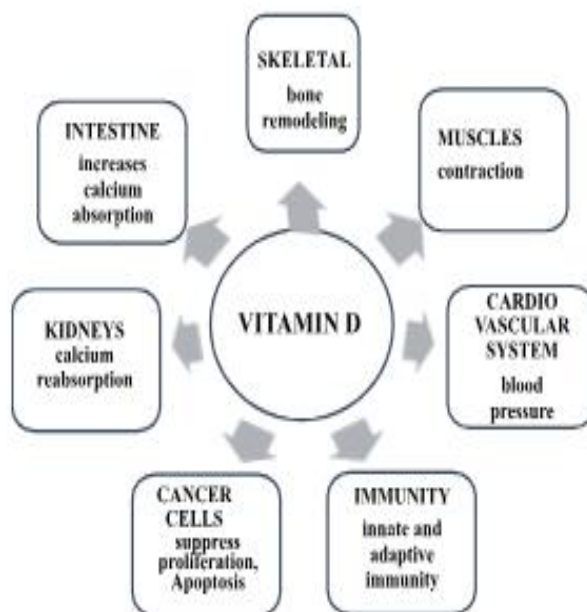 SKELETAL
bone
remodeling
INTESTINE
increases
calcium
absorption
MUSCLES
contraction
VITAMIN D
KIDNEYS
calcium
reabsorption
CARDIO
VASCULAR
SYSTEM
blood
pressure
CANCER
CELLS
suppress
proliferation,
Apoptosis
IMMUNITY
innate and
adaptive
immunity